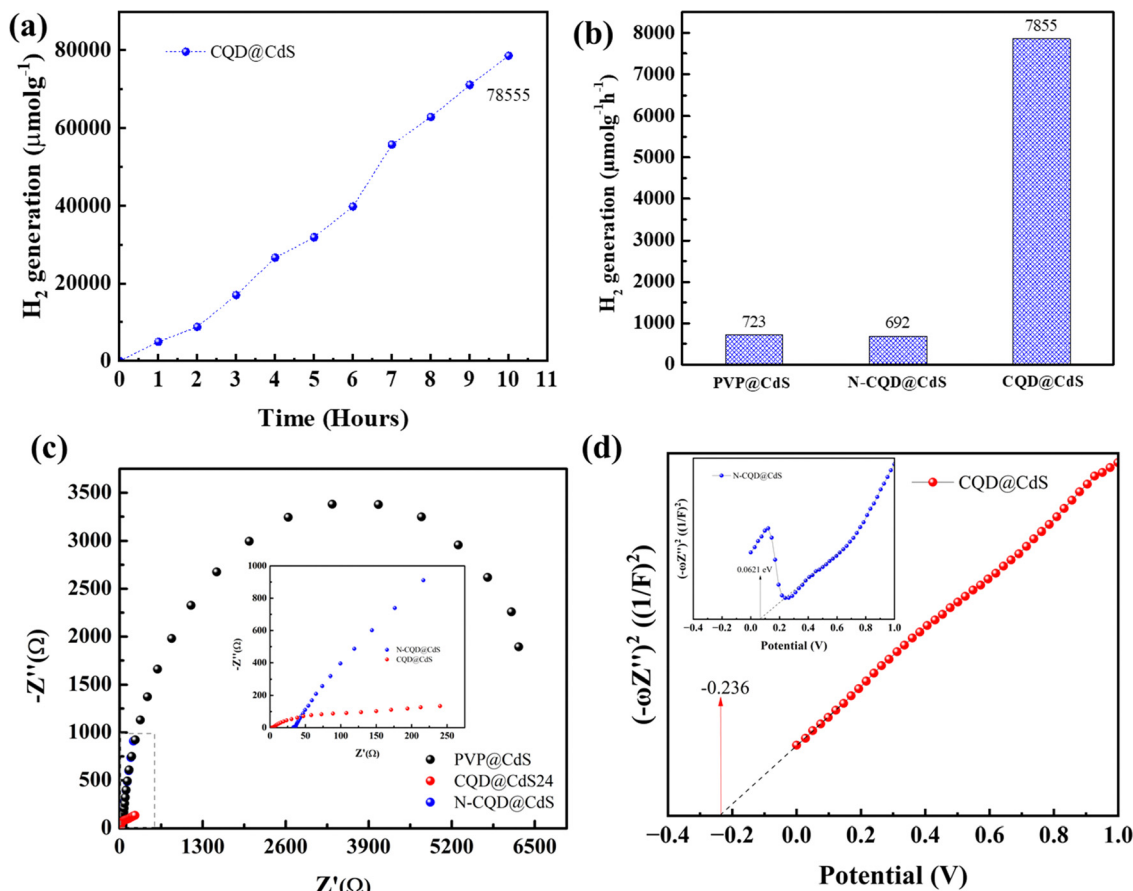 (a)
CQD@CdS
78555
80000
60000
40000
20000
0
H₂ generation (μmolg⁻¹)
0 1 2 3 4 5 6 7 8 9 10 11
Time (Hours)
(b)
8000
7000
6000
5000
4000
3000
2000
1000
0
H₂ generation (μmolg⁻¹h⁻¹)
723
692
7855
PVP@CdS N-CQD@CdS CQD@CdS
(c)
3500
3000
2500
2000
1500
1000
500
0
-Z''(Ω)
1000
800
600
400
200
0
-Z''(Ω)
N-CQD@CdS
CQD@CdS
0 50 100 150 200 250
Z'(Ω)
PVP@CdS
CQD@CdS24
N-CQD@CdS
0 1300 2600 3900 5200 6500
Z'(Ω)
(d)
CQD@CdS
(-ωZ'')² ((1/F)²)
N-CQD@CdS
(-ωZ'')² ((1/F)²)
0.0621 eV
−0.4 −0.2 0.0 0.2 0.4 0.6 0.8 1.0
Potential (V)
-0.236
−0.4 −0.2 0.0 0.2 0.4 0.6 0.8 1.0
Potential (V)